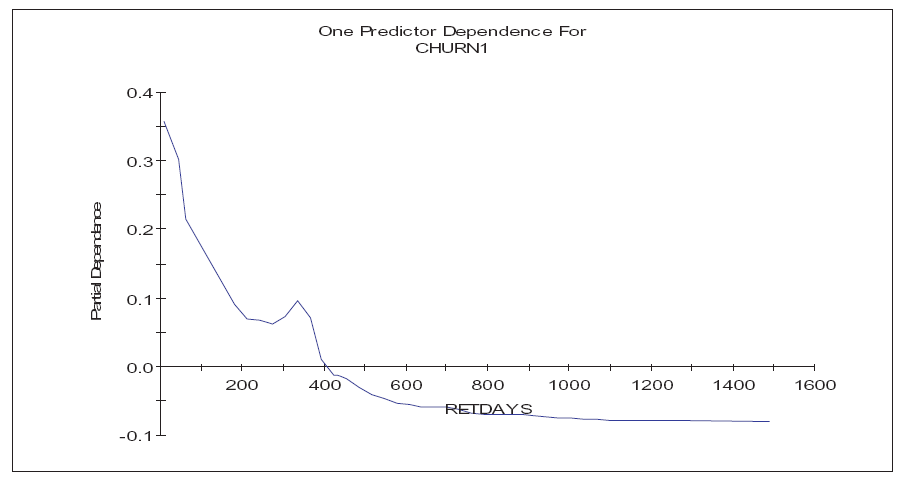 One Predictor Dependence For
CHURN1
0.4
0.3
0.2
0.1
0.0
-0.1
Partial Dependence
200 400 600 800 1000 1200 1400 1600
RETDAYS